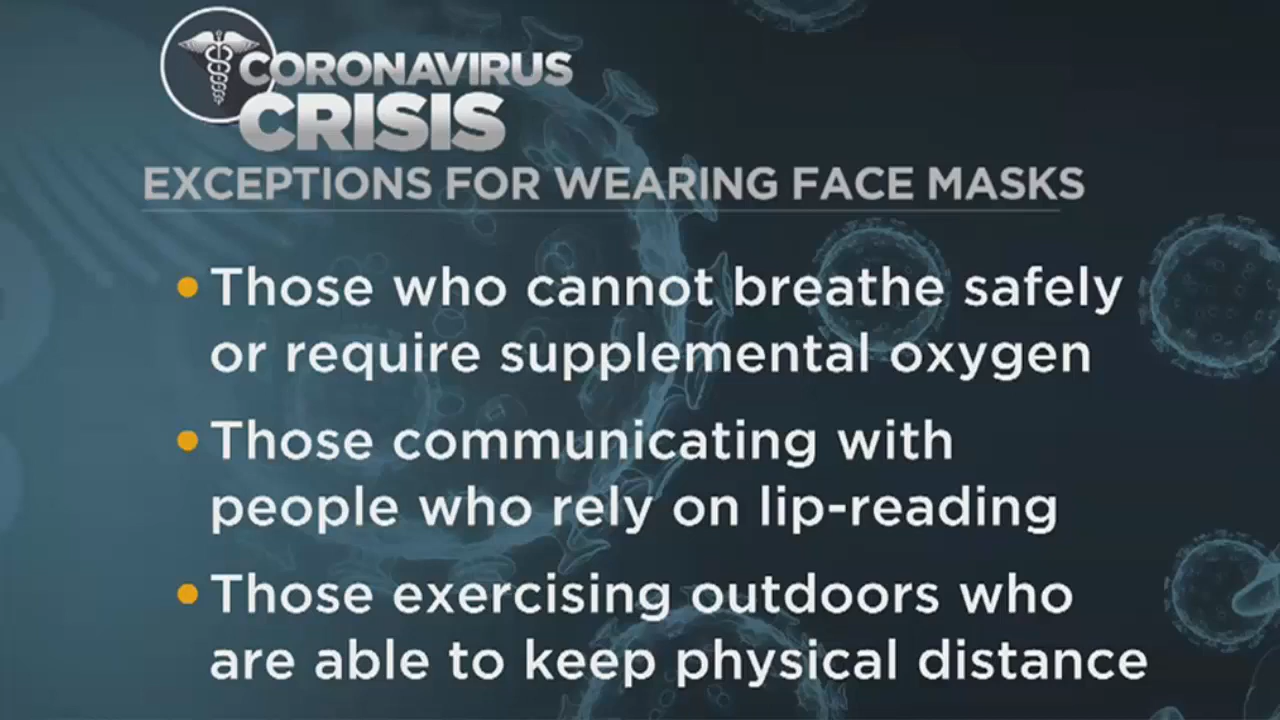 CORONAVIRUS
CRISIS
EXCEPTIONS FOR WEARING FACE MASKS
• Those who cannot breathe safely
or require supplemental oxygen
• Those communicating with
people who rely on lip-reading
• Those exercising outdoors who
are able to keep physical distance